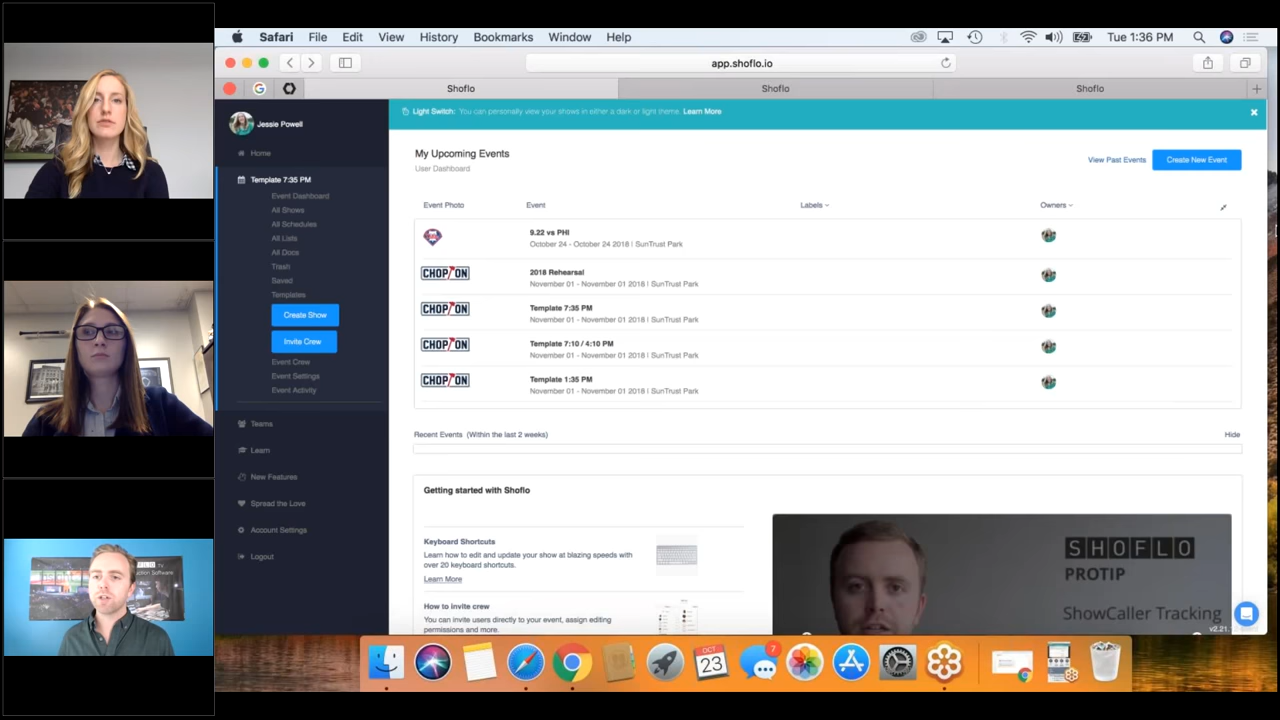 Safari File Edit View History Bookmarks Window Help
Tue 1:36 PM
app.shoflo.io
Shoflo
Shoflo
Shoflo
Jessie Powell
Home
Template 7:35 PM
Event Dashboard
All Shows
All Schedules
All Lists
All Docs
Trash
Saved
Templates
Create Show
Invite Crew
Event Crew
Event Settings
Event Activity
Teams
Learn
New Features
Spread the Love
Account Settings
Logout
Light Switch: You can personally view your shows in either a dark or light theme. Learn More
My Upcoming Events
User Dashboard
View Past Events
Create New Event
Event Photo Event Labels Owners
9.22 vs PHI
October 24 - October 24 2018 | SunTrust Park
CHOP ON
2018 Rehearsal
November 01 - November 01 2018 | SunTrust Park
CHOP ON
Template 7:35 PM
November 01 - November 01 2018 | SunTrust Park
CHOP ON
Template 7:10 / 4:10 PM
November 01 - November 01 2018 | SunTrust Park
CHOP ON
Template 1:35 PM
November 01 - November 01 2018 | SunTrust Park
Recent Events (Within the last 2 weeks)
Hide
Getting started with Shoflo
Keyboard Shortcuts
Learn how to edit and update your show at blazing speeds with
over 20 keyboard shortcuts.
Learn More
How to invite crew
You can invite users directly to your event, assign editing
permissions and more.
SHOFLO
PROTIP
ShowCaller Tracking
v2.21.
OCT
23
7